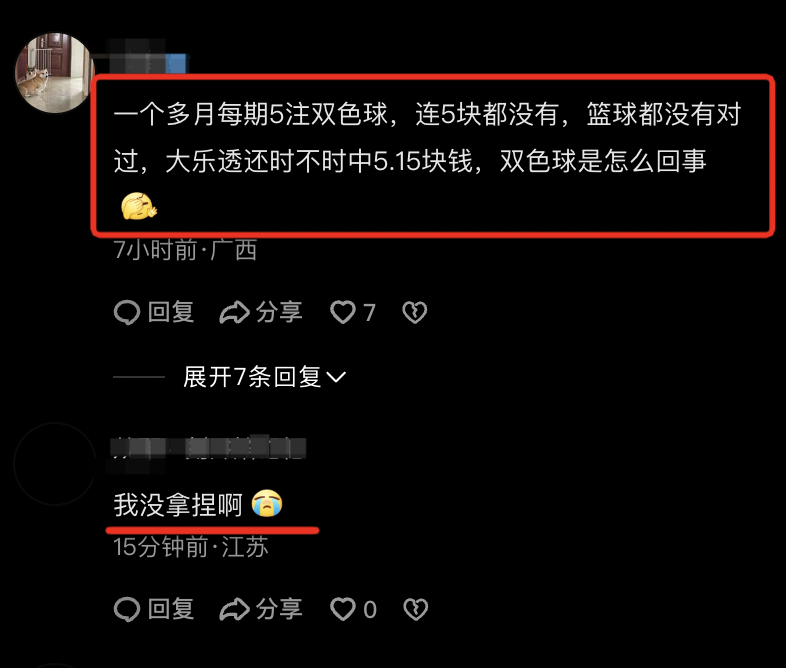 一个多月每期5注双色球，连5块都没有，篮球都没有对
过，大乐透还时不时中5.15块钱，双色球是怎么回事
7小时前·广西
回复 分享 7
展开7条回复
我没拿捏啊
15分钟前·江苏
回复 分享 0